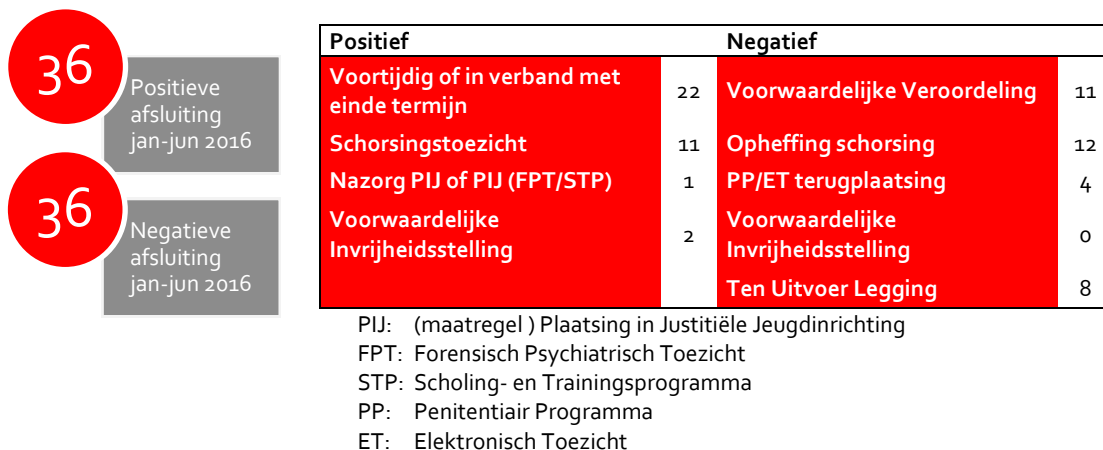 36
Positieve
afsluiting
jan-jun 2016
36
Negatieve
afsluiting
jan-jun 2016
Positief Negatief
Voortijdig of in verband met
einde termijn 22 Voorwaardelijke Veroordeling 11
Schorsingstoezicht 11 Opheffing schorsing 12
Nazorg PIJ of PIJ (FPT/STP) 1 PP/ET terugplaatsing 4
Voorwaardelijke
Invrijheidsstelling 2 Voorwaardelijke
Invrijheidsstelling 0
Ten Uitvoer Legging 8
PIJ: (maatregel ) Plaatsing in Justitiële Jeugdinrichting
FPT: Forensisch Psychiatrisch Toezicht
STP: Scholing- en Trainingsprogramma
PP: Penitentiair Programma
ET: Elektronisch Toezicht